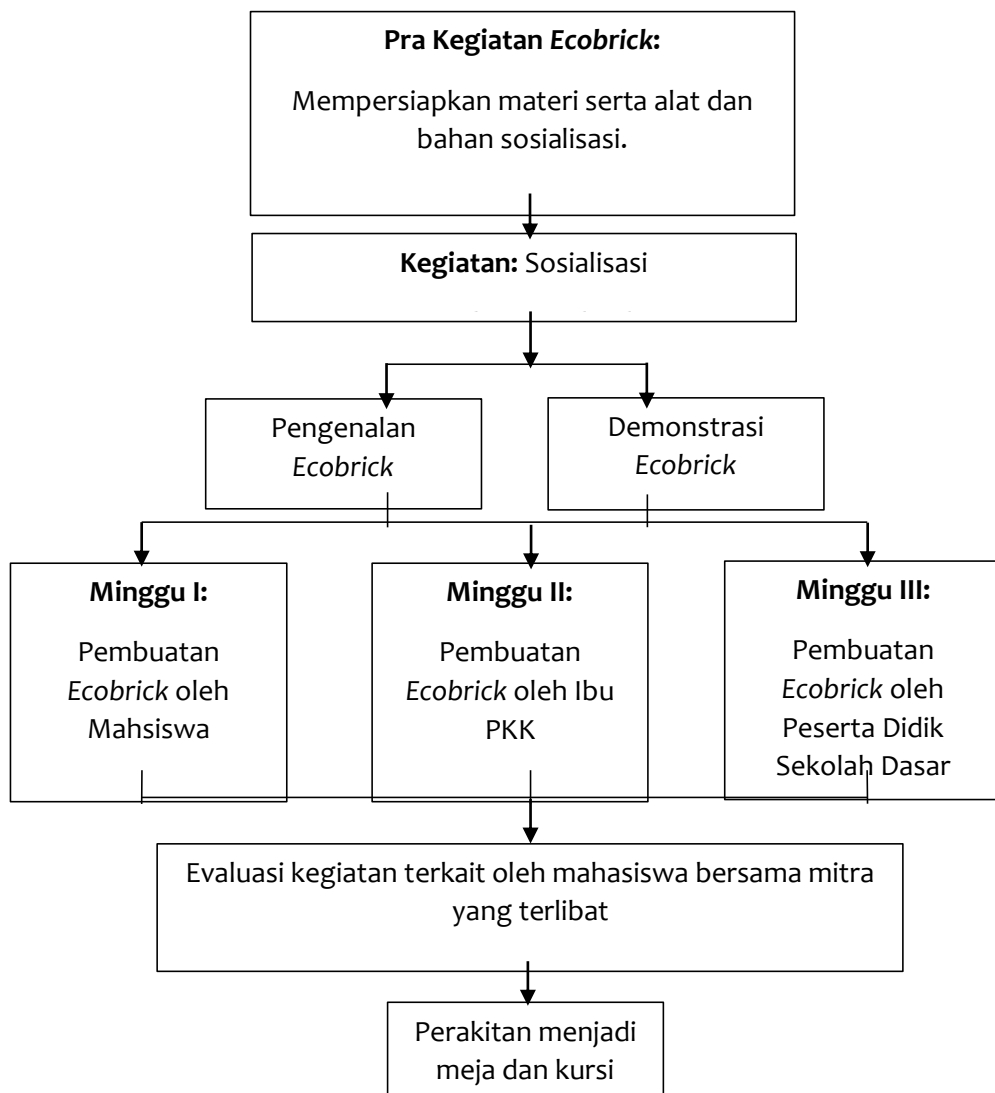 Pra Kegiatan Ecobrick:
Mempersiapkan materi serta alat dan
bahan sosialisasi.
Kegiatan: Sosialisasi
Pengenalan
Ecobrick
Demonstrasi
Ecobrick
Minggu I:
Pembuatan
Ecobrick oleh
Mahsiswa
Minggu II:
Pembuatan
Ecobrick oleh Ibu
PKK
Minggu III:
Pembuatan
Ecobrick oleh
Peserta Didik
Sekolah Dasar
Evaluasi kegiatan terkait oleh mahasiswa bersama mitra
yang terlibat
Perakitan menjadi
meja dan kursi